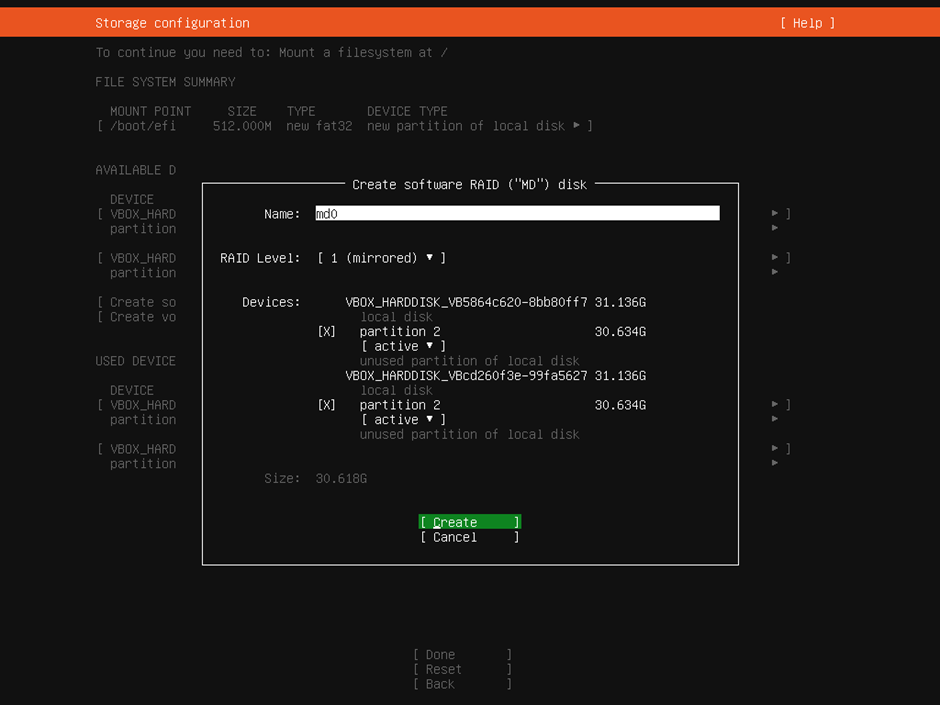 Storage configuration [ Help ]
To continue you need to: Mount a filesystem at /
FILE SYSTEM SUMMARY
MOUNT POINT SIZE TYPE DEVICE TYPE
[ /boot/efi 512.000M new fat32 new partition of local disk ▸ ]
AVAILABLE D
DEVICE
[ VBOX_HARD ▸ ]
partition ▸
[ VBOX_HARD ▸ ]
partition ▸
[ Create so
[ Create vo
USED DEVICE
DEVICE
[ VBOX_HARD ▸ ]
partition ▸
[ VBOX_HARD ▸ ]
partition ▸
Create software RAID ("MD") disk
Name: md0
RAID Level: [ 1 (mirrored) ▾ ]
Devices: VBOX_HARDDISK_VB5864c620-8bb80ff7 31.136G
local disk
[X] partition 2 30.634G
[ active ▾ ]
unused partition of local disk
VBOX_HARDDISK_VBcd260f3e-99fa5627 31.136G
local disk
[X] partition 2 30.634G
[ active ▾ ]
unused partition of local disk
Size: 30.618G
[ Create ]
[ Cancel ]
[ Done ]
[ Reset ]
[ Back ]